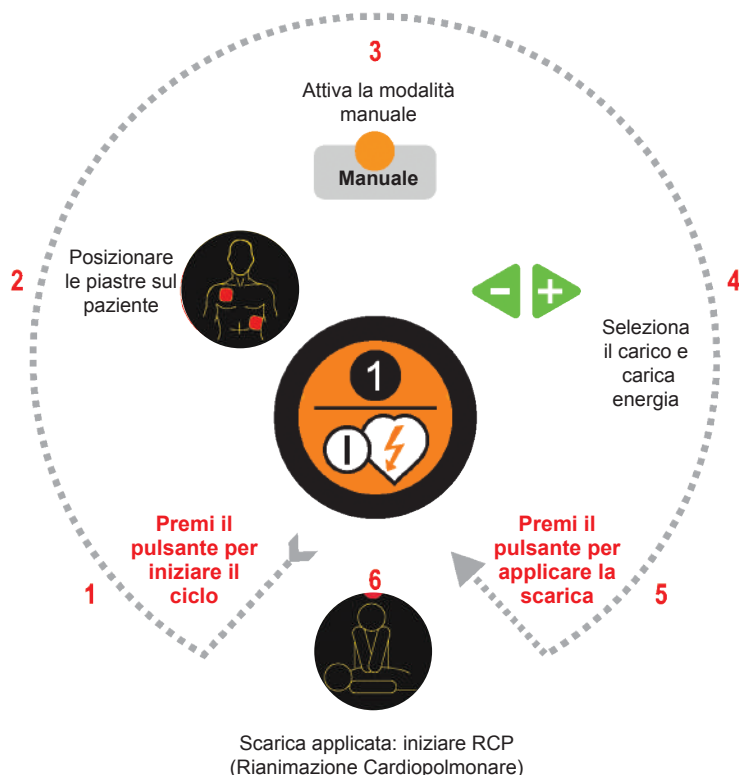 3
Attiva la modalità
manuale
Manuale
2
Posizionare
le piastre sul
paziente
4
Seleziona
il carico e
carica
energia
1
1
Premi il
pulsante per
iniziare il
ciclo
5
Premi il
pulsante per
applicare la
scarica
6
Scarica applicata: iniziare RCP
(Rianimazione Cardiopolmonare)